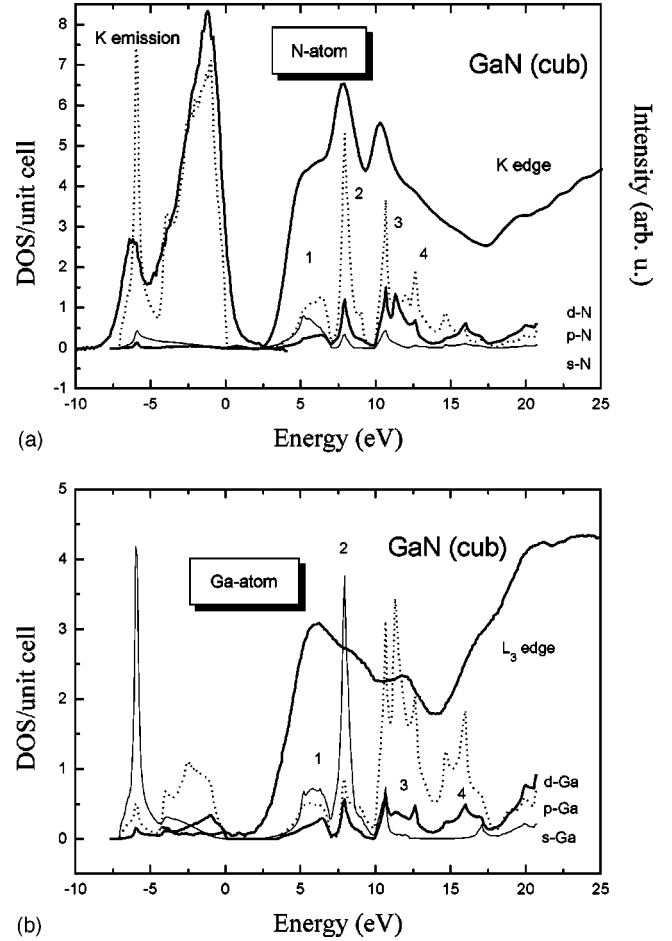 K emission
N-atom
GaN (cub)
K edge
1
2
3
4
d-N
p-N
s-N
8
7
6
5
4
3
2
1
0
-1
DOS/unit cell
Intensity (arb. u.)
-10 -5 0 5 10 15 20 25
(a)
Energy (eV)
5
4
3
2
1
0
DOS/unit cell
2
GaN (cub)
Ga-atom
L3 edge
1
3
4
d-Ga
p-Ga
s-Ga
-10 -5 0 5 10 15 20 25
(b)
Energy (eV)